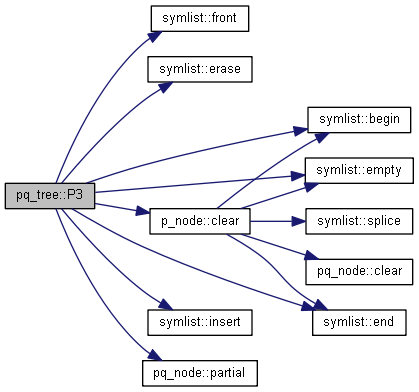 symlist::front
symlist::erase
symlist::begin
symlist::empty
pq_tree::P3
p_node::clear
symlist::splice
pq_node::clear
symlist::insert
symlist::end
pq_node::partial